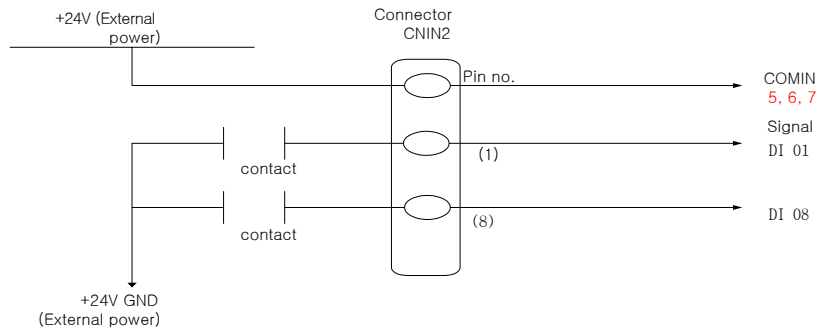 +24V (External
power)
Connector
CNIN2
Pin no.
COMIN
5, 6, 7
Signal
(1)
DI 01
contact
(8)
DI 08
contact
+24V GND
(External power)